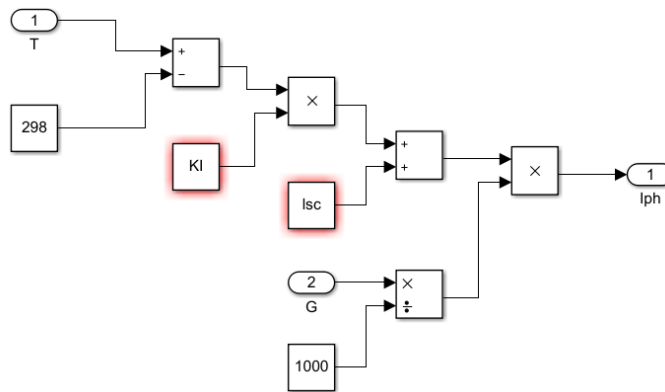 1
T
+
−
298
×
KI
+
+
Isc
×
1
Iph
2
G
×
÷
1000